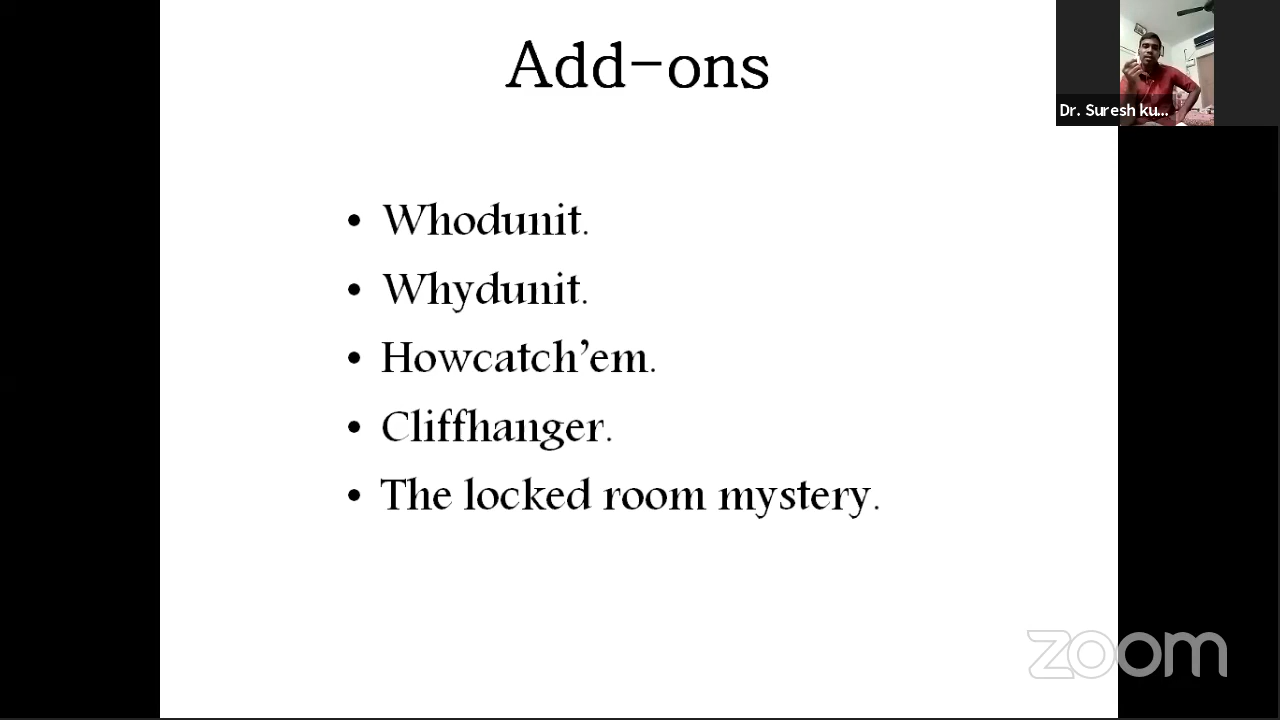 Add-ons
Dr. Suresh ku...
• Whodunit.
• Whydunit.
• Howcatch’em.
• Cliffhanger.
• The locked room mystery.
zoom